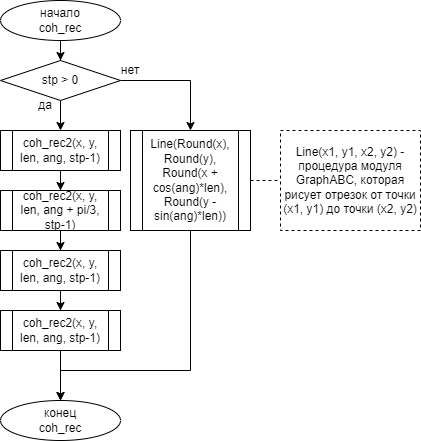 начало
coh_rec
stp > 0
нет
да
coh_rec2(x, y,
len, ang, stp-1)
coh_rec2(x, y,
len, ang + pi/3,
stp-1)
coh_rec2(x, y,
len, ang, stp-1)
coh_rec2(x, y,
len, ang, stp-1)
Line(Round(x),
Round(y),
Round(x +
cos(ang)*len),
Round(y -
sin(ang)*len))
Line(x1, y1, x2, y2) -
процедура модуля
GraphABC, которая
рисует отрезок от точки
(x1, y1) до точки (x2, y2)
конец
coh_rec